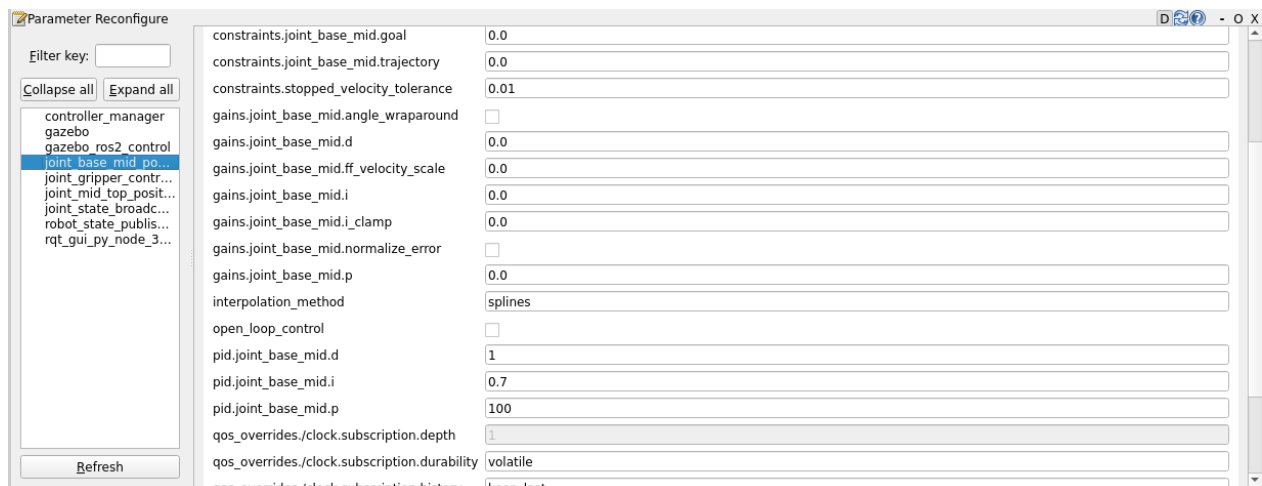 Parameter Reconfigure D - O X
Filter key:
Collapse all Expand all
controller_manager
gazebo
gazebo_ros2_control
joint_base_mid_po...
joint_gripper_contr...
joint_mid_top_posit...
joint_state_broadc...
robot_state_publis...
rqt_gui_py_node_3...
Refresh
constraints.joint_base_mid.goal 0.0
constraints.joint_base_mid.trajectory 0.0
constraints.stopped_velocity_tolerance 0.01
gains.joint_base_mid.angle_wraparound
gains.joint_base_mid.d 0.0
gains.joint_base_mid.ff_velocity_scale 0.0
gains.joint_base_mid.i 0.0
gains.joint_base_mid.i_clamp 0.0
gains.joint_base_mid.normalize_error
gains.joint_base_mid.p 0.0
interpolation_method splines
open_loop_control
pid.joint_base_mid.d 1
pid.joint_base_mid.i 0.7
pid.joint_base_mid.p 100
qos_overrides./clock.subscription.depth 1
qos_overrides./clock.subscription.durability volatile